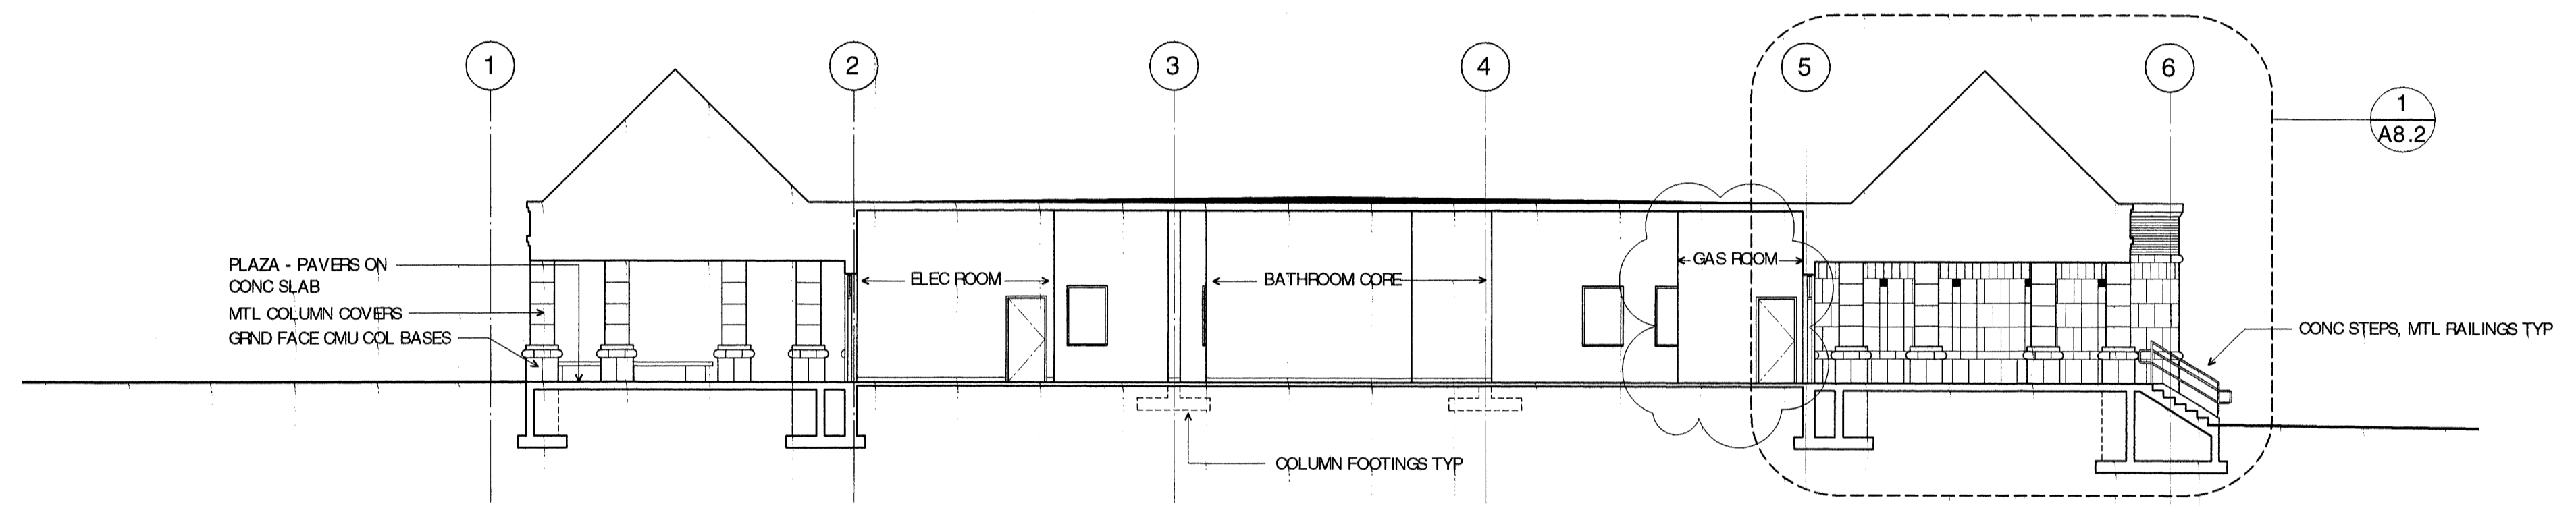 1
2
3
4
5
6
1
A8.2
PLAZA - PAVERS ON
CONC SLAB
MTL COLUMN COVERS
GRND FACE CMU COL BASES
ELEC ROOM
BATHROOM CORE
GAS ROOM
CONC STEPS, MTL RAILINGS TYP
COLUMN FOOTINGS TYP